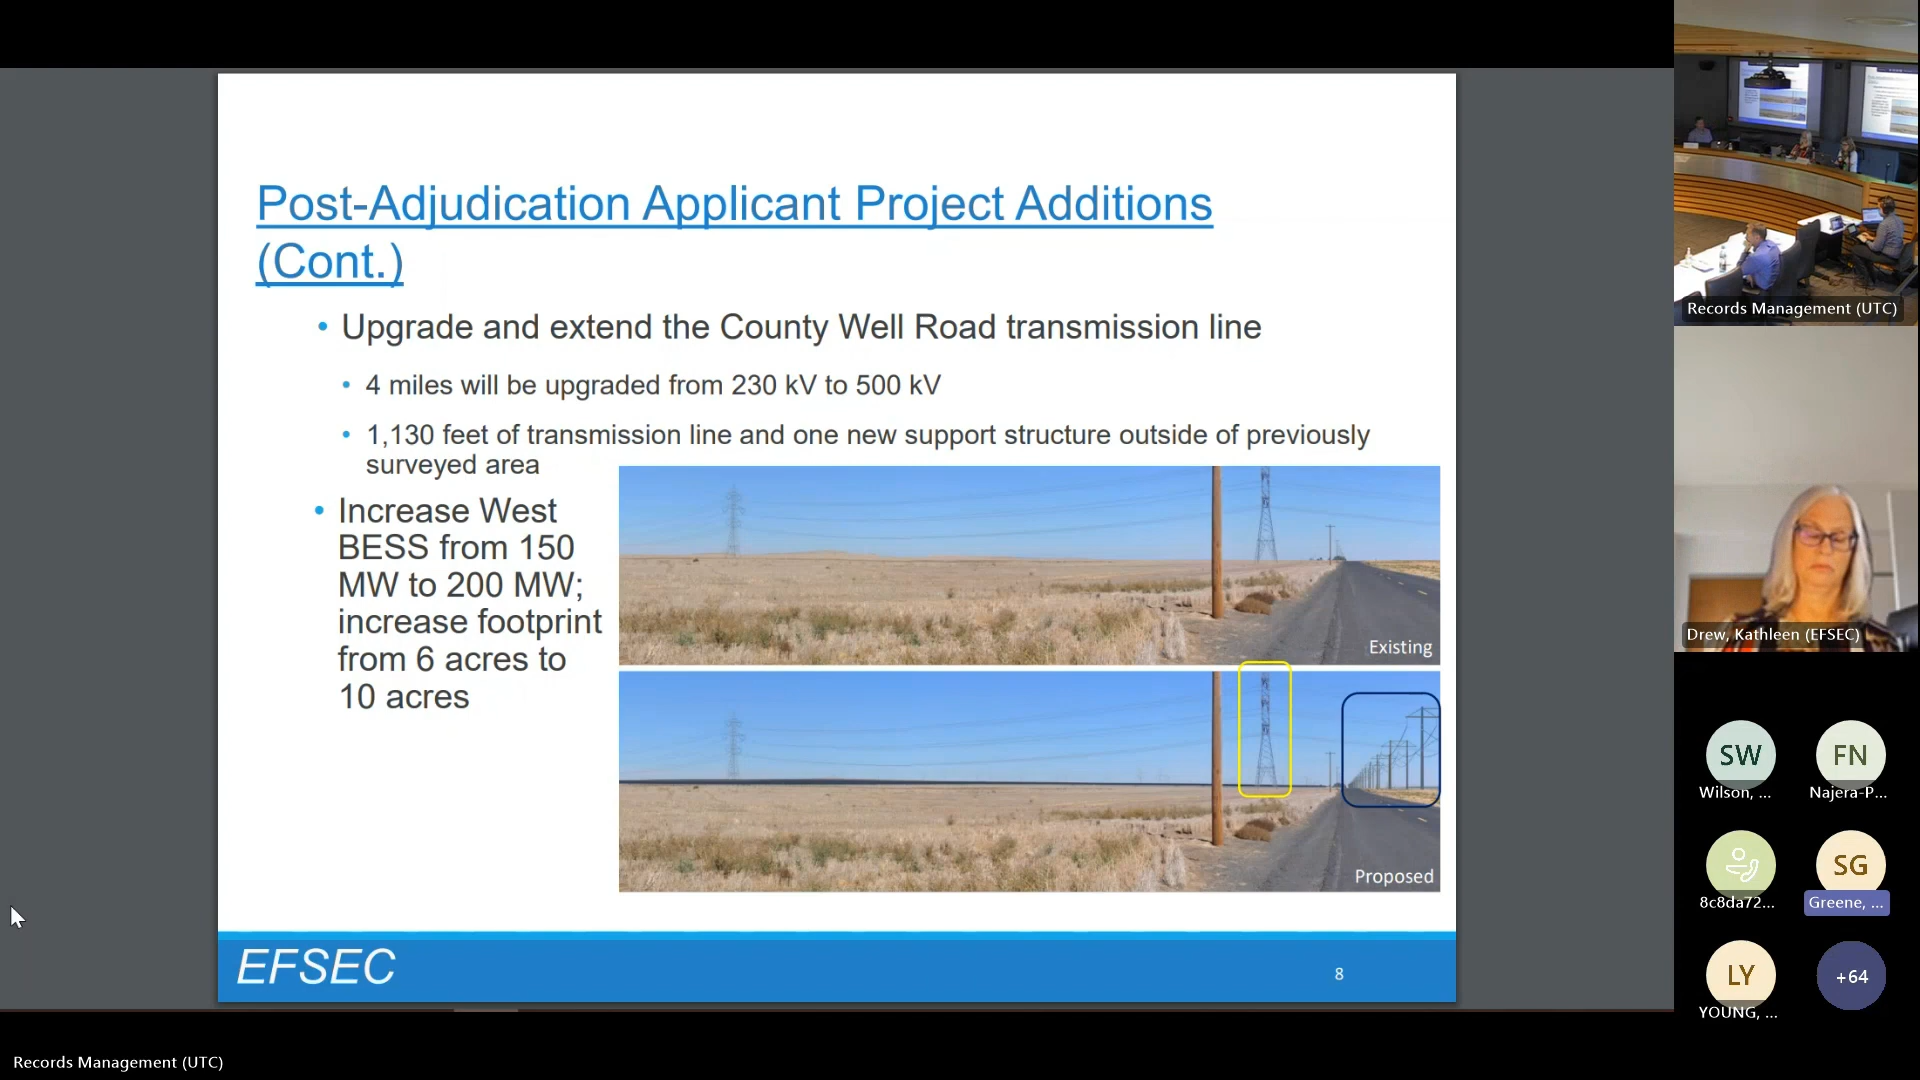 Post-Adjudication Applicant Project Additions
(Cont.)
• Upgrade and extend the County Well Road transmission line
• 4 miles will be upgraded from 230 kV to 500 kV
• 1,130 feet of transmission line and one new support structure outside of previously
surveyed area
• Increase West
BESS from 150
MW to 200 MW;
increase footprint
from 6 acres to
10 acres
Existing
Proposed
EFSEC
8
Records Management (UTC)
Drew, Kathleen (EFSEC)
SW
Wilson, ...
FN
Najera-P...
8c8da72...
SG
Greene, ...
LY
YOUNG, ...
+64
Records Management (UTC)